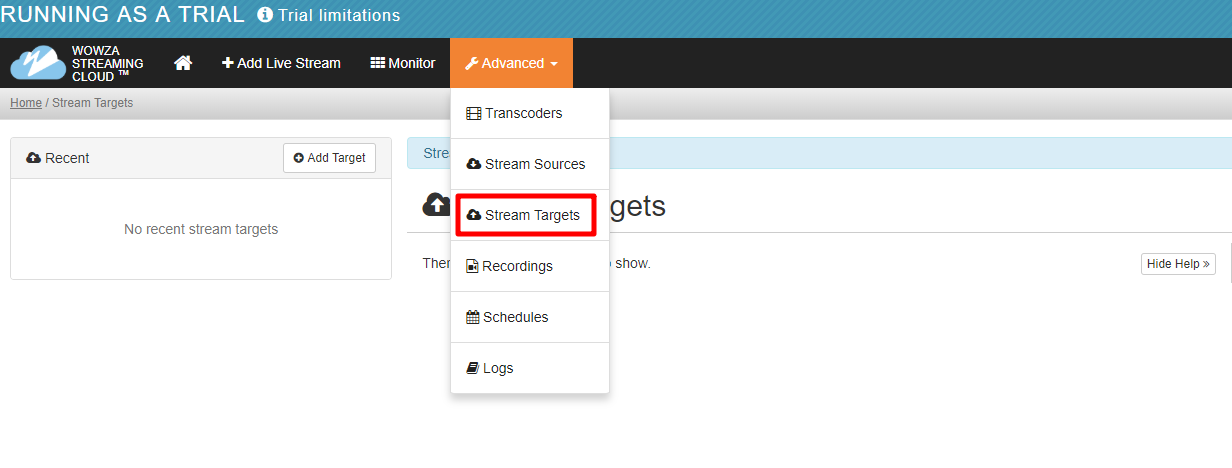 RUNNING AS A TRIAL Trial limitations
WOWZA
STREAMING
CLOUD ™
Add Live Stream
Monitor
Advanced
Home / Stream Targets
Transcoders
Stream Sources
Stream Targets
Recordings
Schedules
Logs
Recent
Add Target
No recent stream targets
Stre
gets
Ther
show.
Hide Help »